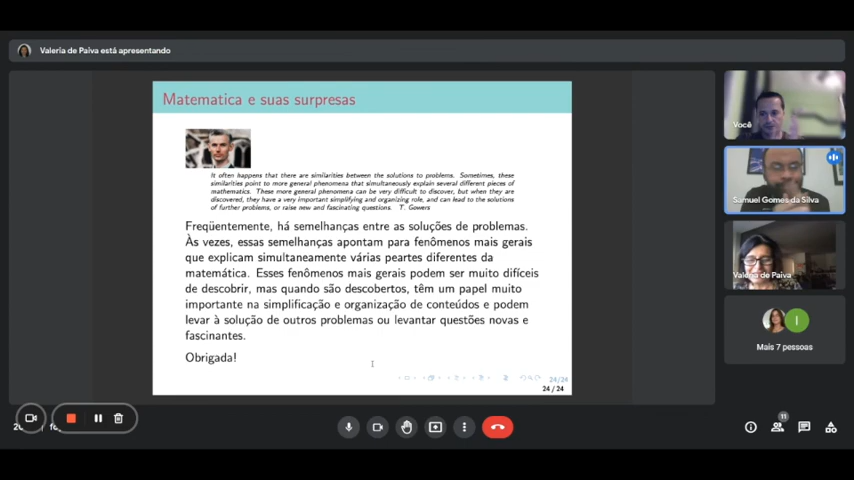 Valeria de Paiva está apresentando
Matematica e suas surpresas
It often happens that there are similarities between the solutions to problems. Sometimes, these
similarities point to more general phenomena that simultaneously explain several different pieces of
mathematics. These more general phenomena can be very difficult to discover, but when they are
discovered, they have a very important simplifying and organizing role, and can lead to the solutions
of further problems, or raise new and fascinating questions. T. Gowers
Freqüentemente, há semelhanças entre as soluções de problemas.
Às vezes, essas semelhanças apontam para fenômenos mais gerais
que explicam simultaneamente várias peartes diferentes da
matemática. Esses fenômenos mais gerais podem ser muito difíceis
de descobrir, mas quando são descobertos, têm um papel muito
importante na simplificação e organização de conteúdos e podem
levar à solução de outros problemas ou levantar questões novas e
fascinantes.
Obrigada!
24/24
24 / 24
Você
Samuel Gomes da Silva
Valeria de Paiva
I
Mais 7 pessoas
11